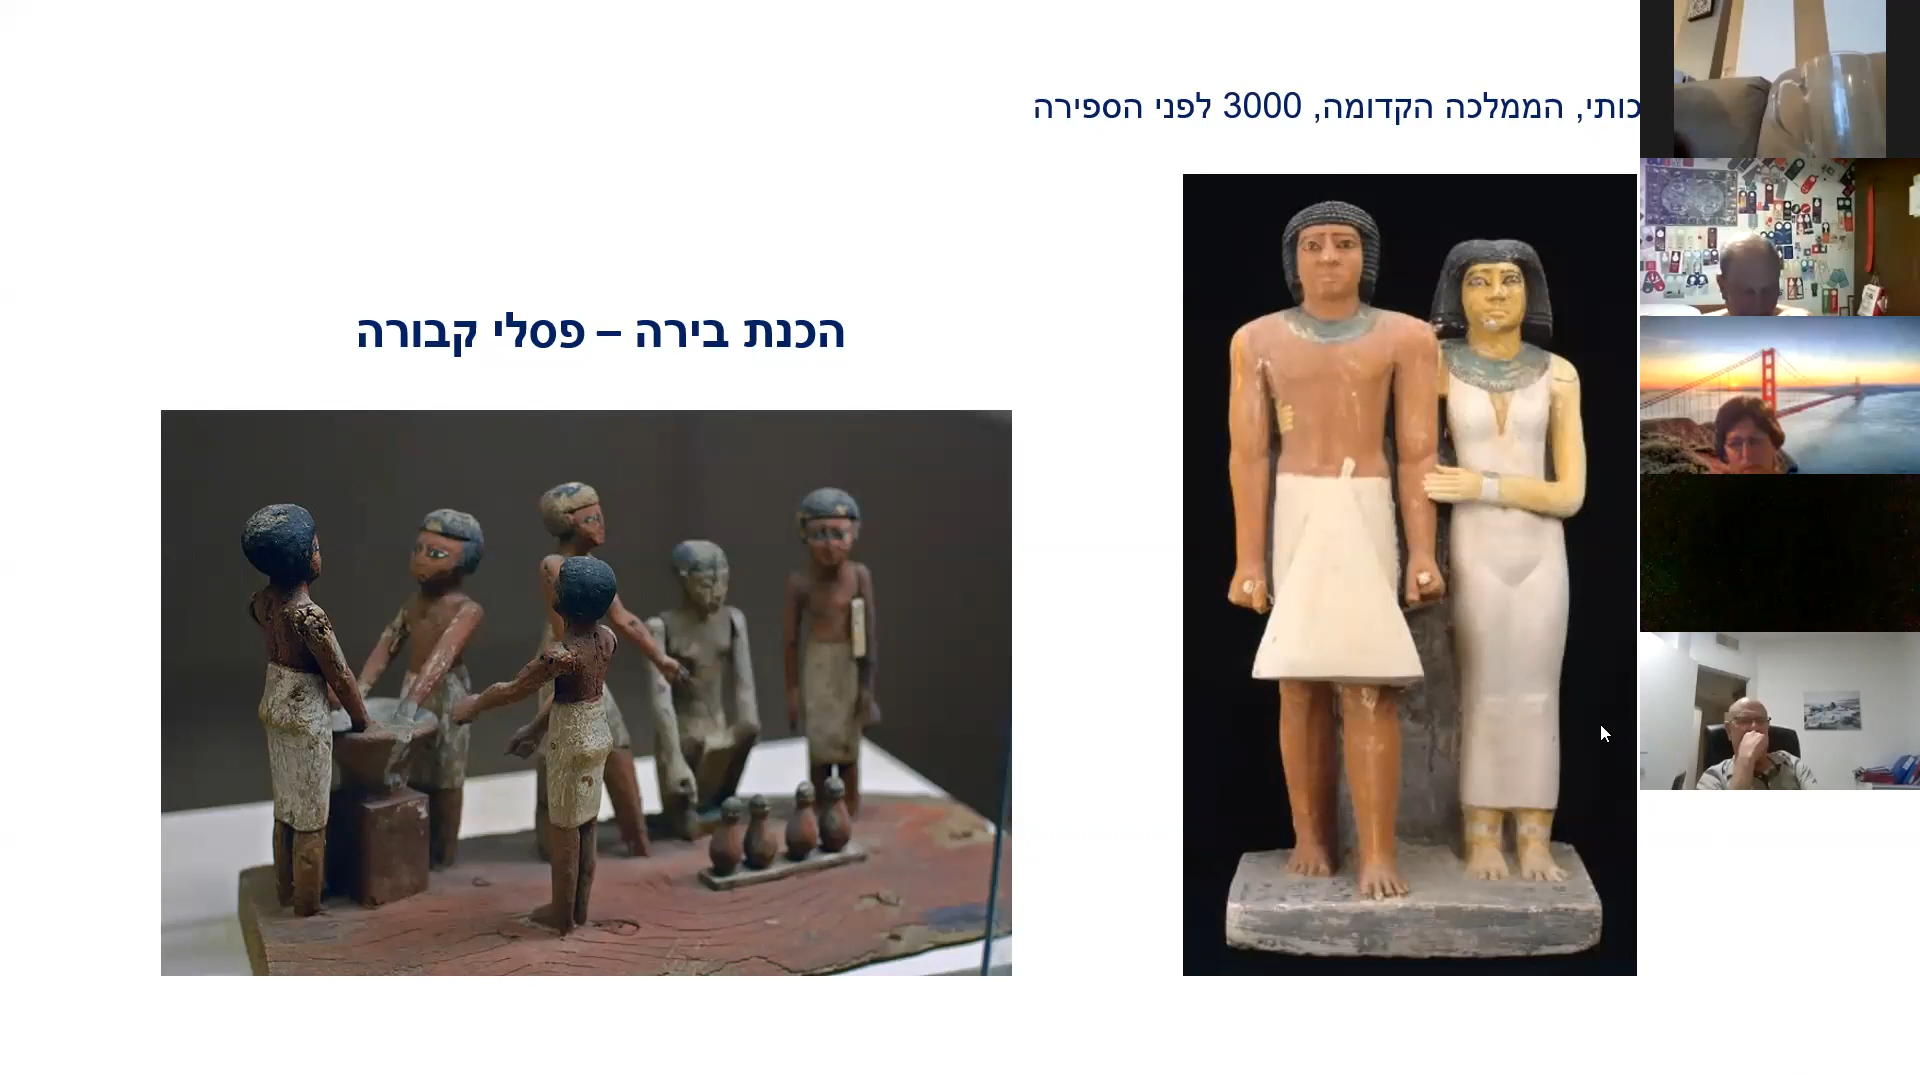 כותי, הממלכה הקדומה, 3000 לפני הספירה
הכנת בירה – פסלי קבורה